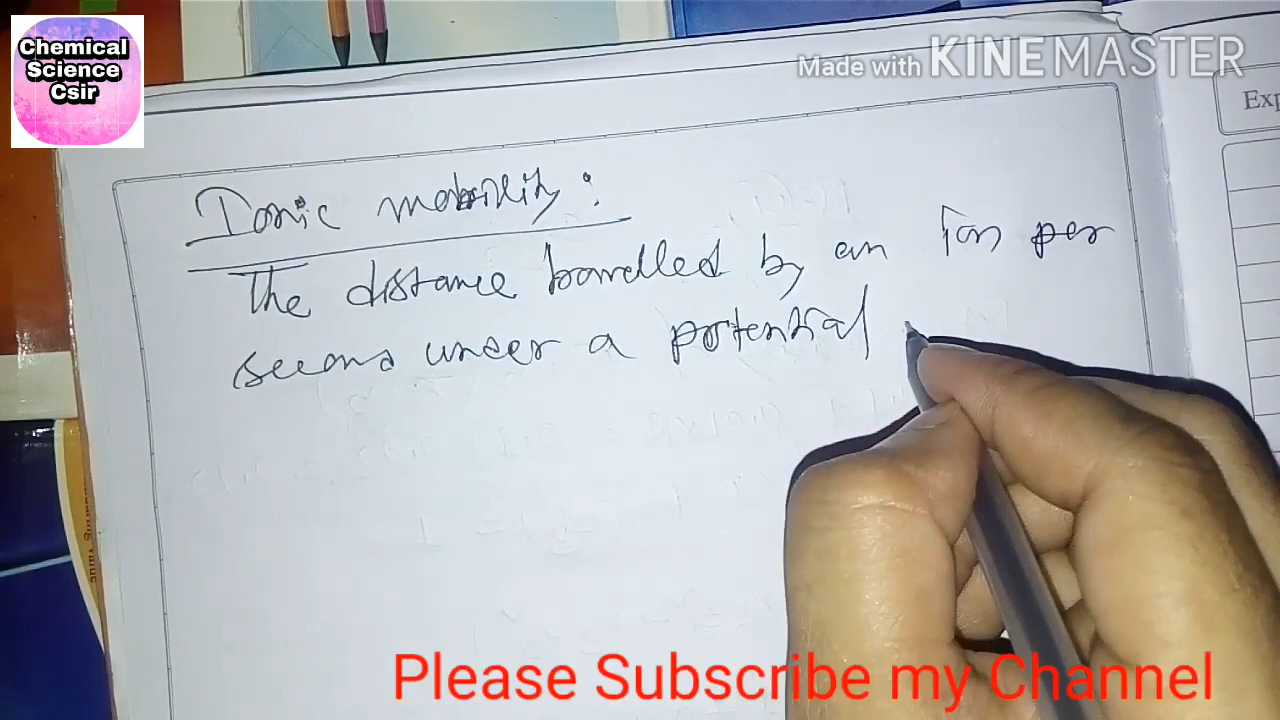 Chemical
Science
Csir
Made with KINEMASTER
Exp
Ionic mobility :
The distance travelled by an Ion per
second under a potential
Please Subscribe my Channel